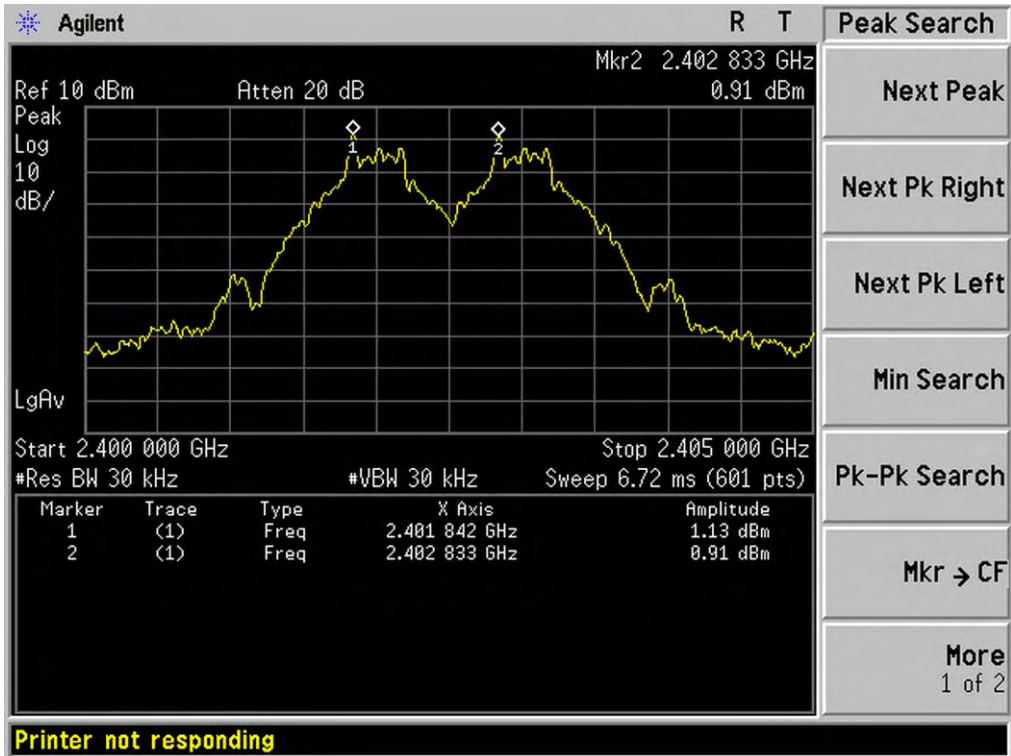 Agilent R T
Peak Search
Mkr2 2.402 833 GHz
Ref 10 dBm Atten 20 dB 0.91 dBm
Peak
Log
10
dB/
1 2
LgAv
Start 2.400 000 GHz Stop 2.405 000 GHz
#Res BW 30 kHz #VBW 30 kHz Sweep 6.72 ms (601 pts)
Marker Trace Type X Axis Amplitude
1 (1) Freq 2.401 842 GHz 1.13 dBm
2 (1) Freq 2.402 833 GHz 0.91 dBm
Next Peak
Next Pk Right
Next Pk Left
Min Search
Pk-Pk Search
Mkr → CF
More
1 of 2
Printer not responding